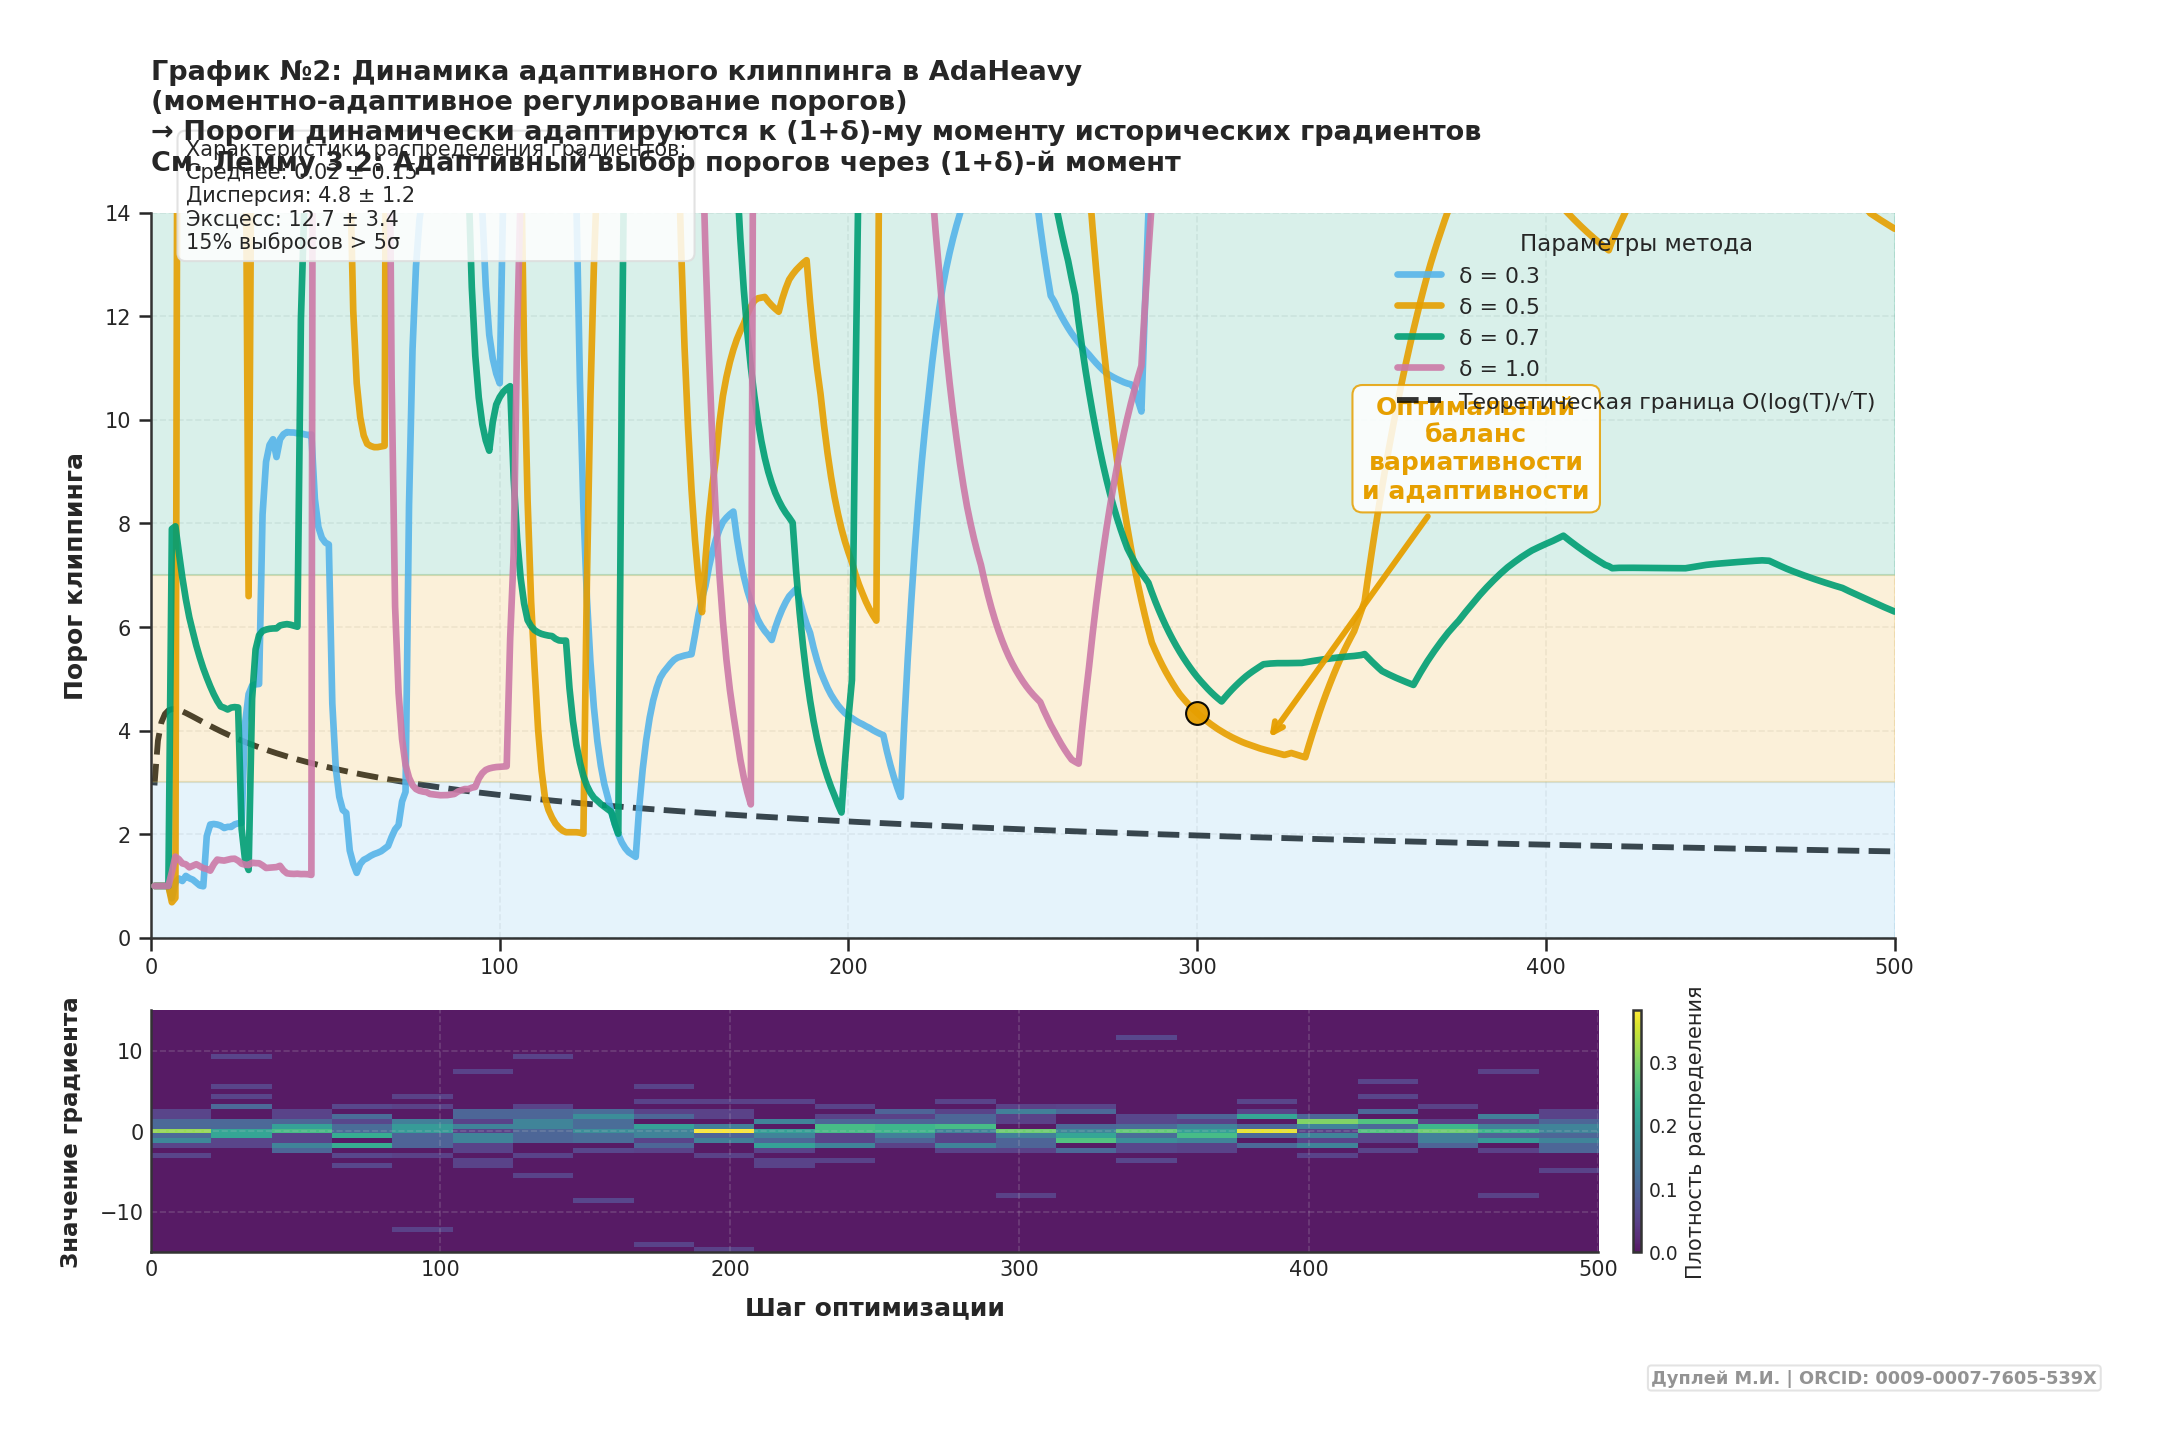 График №2: Динамика адаптивного клиппинга в AdaHeavy
(моментно-адаптивное регулирование порогов)
→ Пороги динамически адаптируются к (1+δ)-му моменту исторических градиентов
См. Лемму 3.2: Адаптивный выбор порогов через (1+δ)-й момент
Характеристики распределения градиентов:
Среднее: 0.02 ± 0.15
Дисперсия: 4.8 ± 1.2
Эксцесс: 12.7 ± 3.4
15% выбросов > 5σ
Порог клиппинга
14
12
10
8
6
4
2
0
Параметры метода
δ = 0.3
δ = 0.5
δ = 0.7
δ = 1.0
Теоретическая граница O(log(T)/√T)
Оптимальный
баланс
вариативности
и адаптивности
0 100 200 300 400 500
Значение градиента
10
0
−10
0 100 200 300 400 500
Шаг оптимизации
0.3
0.2
0.1
0.0
Плотность распределения
Дуплей М.И. | ORCID: 0009-0007-7605-539X